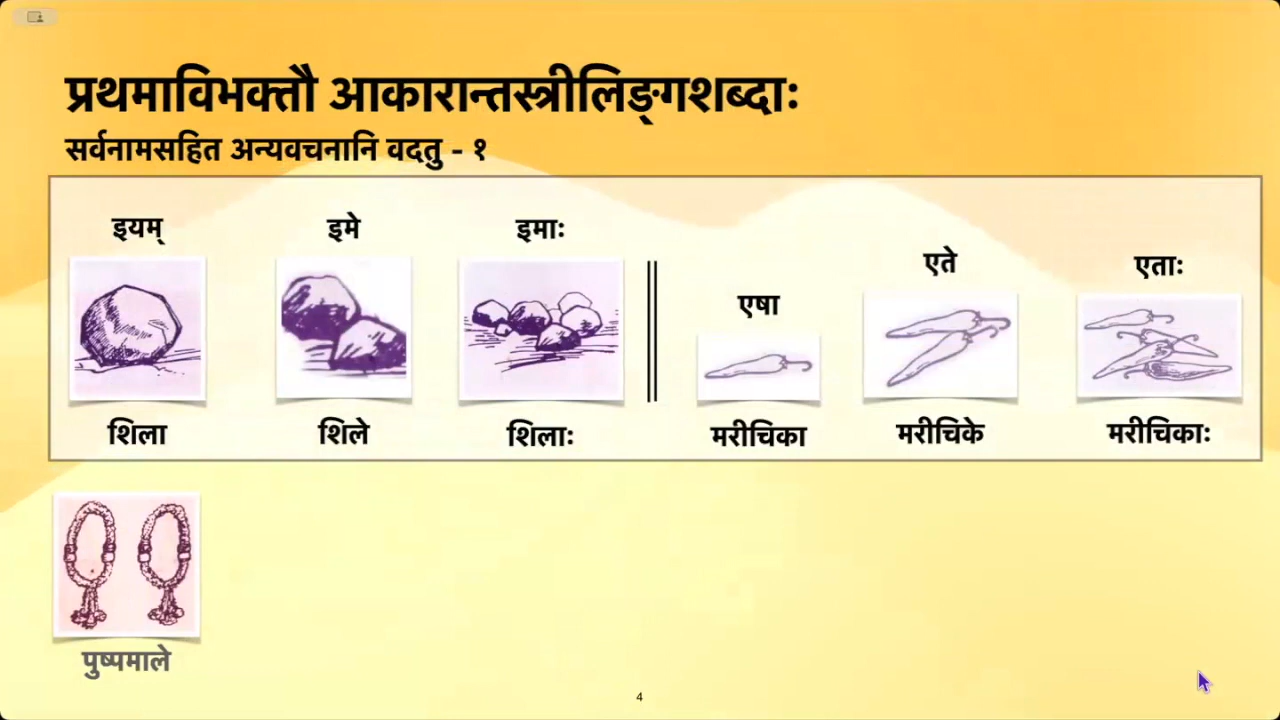 प्रथमाविभक्तौ आकारान्तस्त्रीलिङ्गशब्दाः
सर्वनामसहित अन्यवचनानि वदतु - १
इयम् इमे इमाः एषा एते एताः
शिला शिले शिलाः मरीचिका मरीचिके मरीचिकाः
पुष्पमाले
4